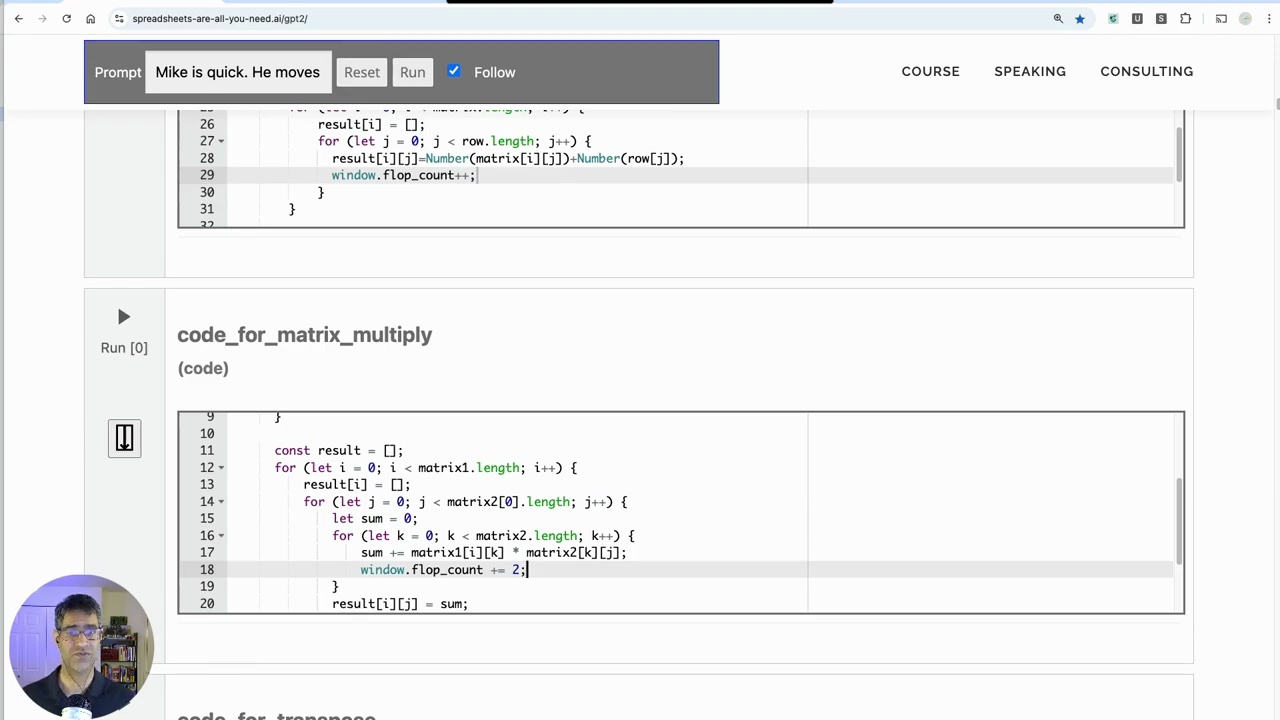 spreadsheets-are-all-you-need.ai/gpt2/
Prompt Mike is quick. He moves Reset Run Follow
COURSE SPEAKING CONSULTING
26 result[i] = [];
27 for (let j = 0; j < row.length; j++) {
28 result[i][j]=Number(matrix[i][j])+Number(row[j]);
29 window.flop_count++;
30 }
31 }
32
Run [0]
code_for_matrix_multiply
(code)
9 }
10
11 const result = [];
12 for (let i = 0; i < matrix1.length; i++) {
13 result[i] = [];
14 for (let j = 0; j < matrix2[0].length; j++) {
15 let sum = 0;
16 for (let k = 0; k < matrix2.length; k++) {
17 sum += matrix1[i][k] * matrix2[k][j];
18 window.flop_count += 2;
19 }
20 result[i][j] = sum;
code_for_transpose